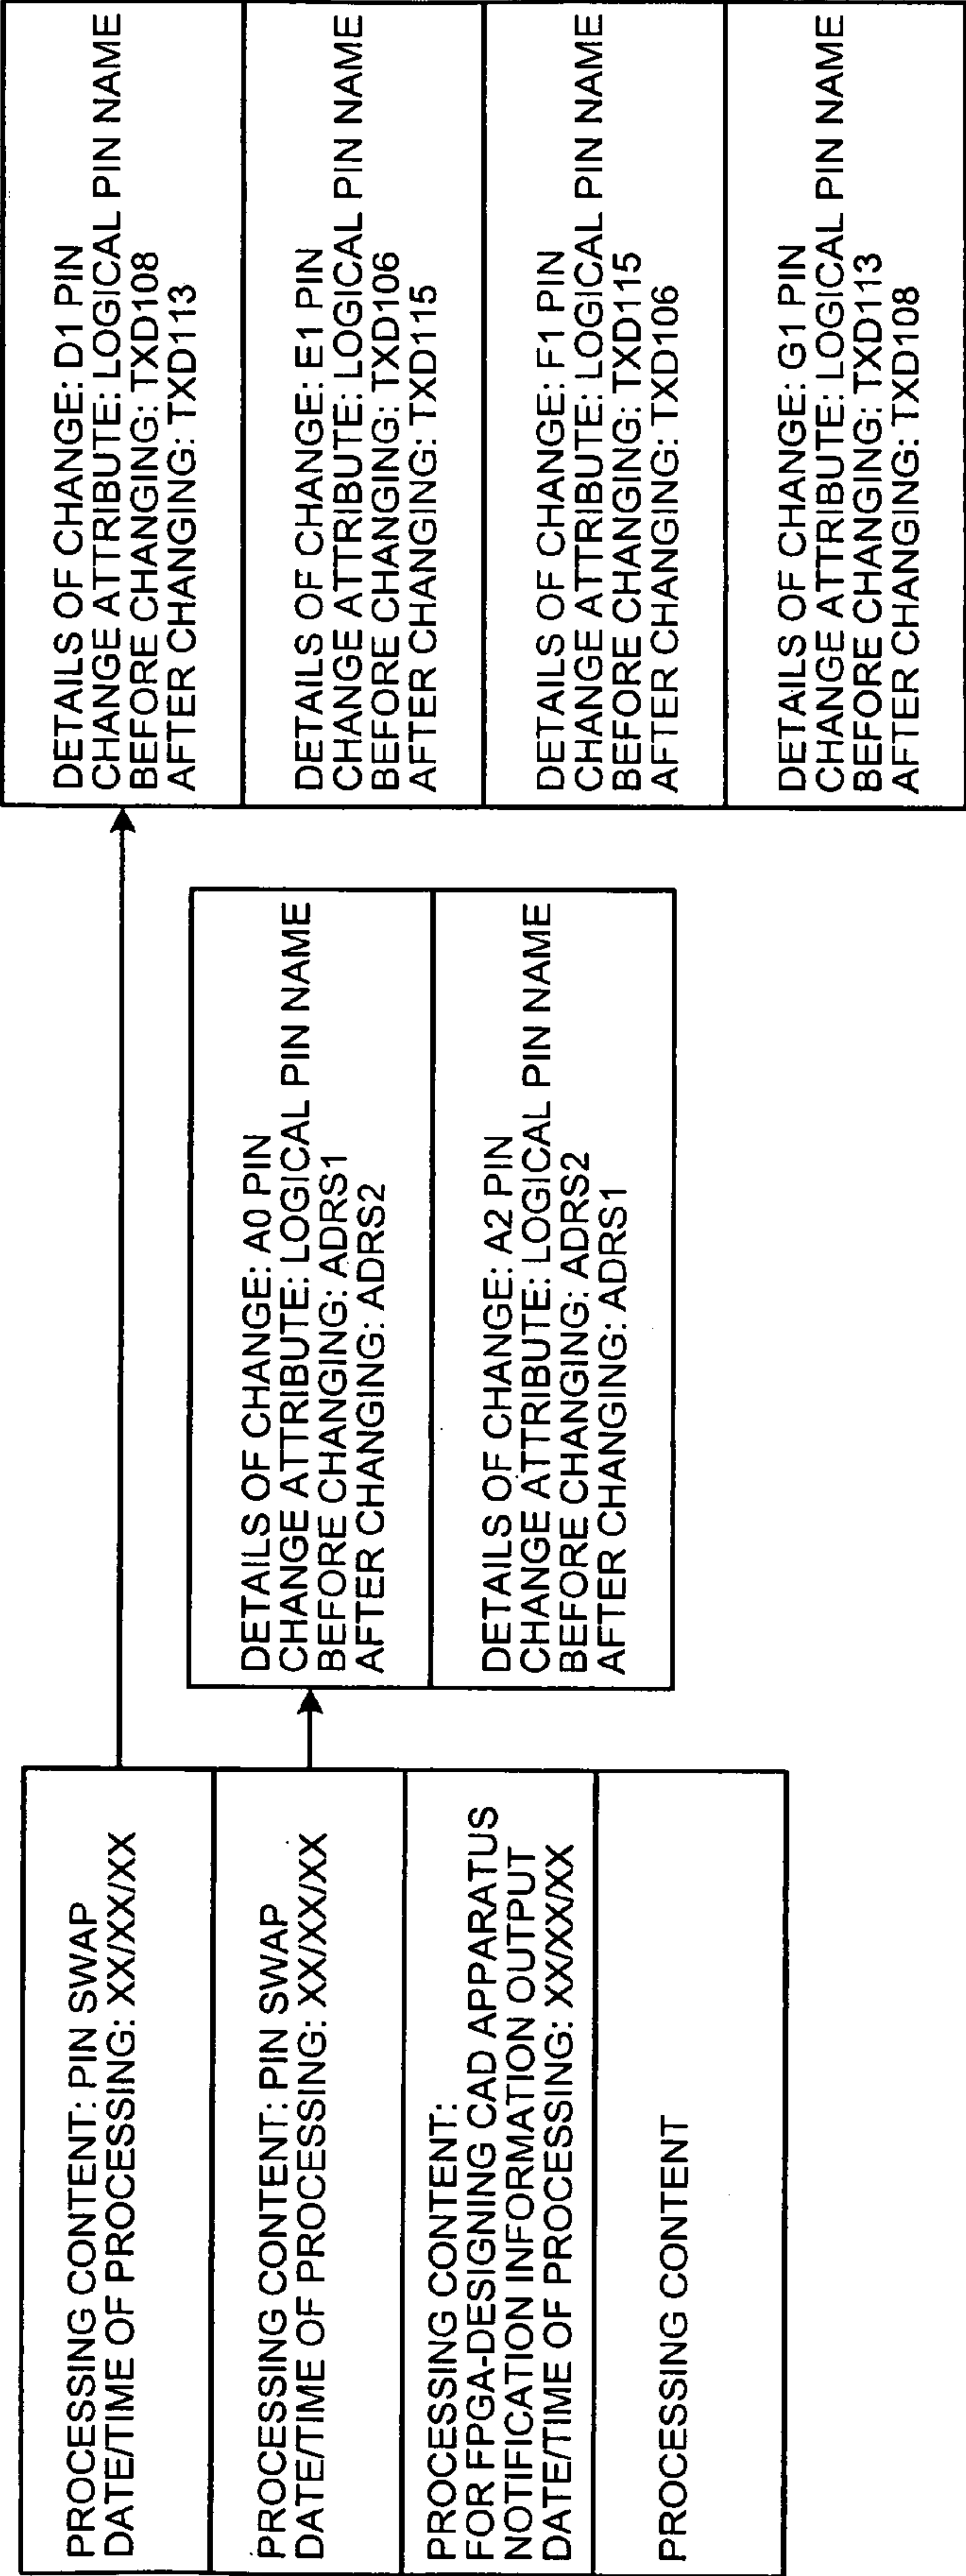 PROCESSING CONTENT: PIN SWAP
DATE/TIME OF PROCESSING: XX/XX/XX
PROCESSING CONTENT: PIN SWAP
DATE/TIME OF PROCESSING: XX/XX/XX
PROCESSING CONTENT:
FOR FPGA-DESIGNING CAD APPARATUS
NOTIFICATION INFORMATION OUTPUT
DATE/TIME OF PROCESSING: XX/XX/XX
PROCESSING CONTENT
DETAILS OF CHANGE: A0 PIN
CHANGE ATTRIBUTE: LOGICAL PIN NAME
BEFORE CHANGING: ADRS1
AFTER CHANGING: ADRS2
DETAILS OF CHANGE: A2 PIN
CHANGE ATTRIBUTE: LOGICAL PIN NAME
BEFORE CHANGING: ADRS2
AFTER CHANGING: ADRS1
DETAILS OF CHANGE: D1 PIN
CHANGE ATTRIBUTE: LOGICAL PIN NAME
BEFORE CHANGING: TXD108
AFTER CHANGING: TXD113
DETAILS OF CHANGE: E1 PIN
CHANGE ATTRIBUTE: LOGICAL PIN NAME
BEFORE CHANGING: TXD106
AFTER CHANGING: TXD115
DETAILS OF CHANGE: F1 PIN
CHANGE ATTRIBUTE: LOGICAL PIN NAME
BEFORE CHANGING: TXD115
AFTER CHANGING: TXD106
DETAILS OF CHANGE: G1 PIN
CHANGE ATTRIBUTE: LOGICAL PIN NAME
BEFORE CHANGING: TXD113
AFTER CHANGING: TXD108